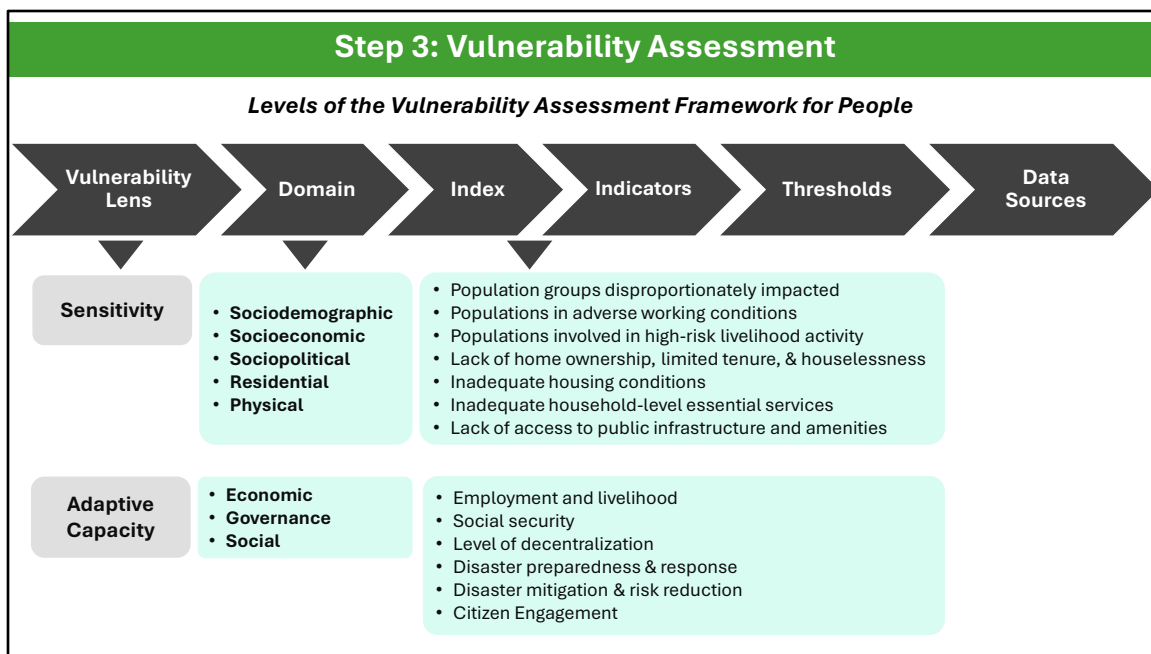 Step 3: Vulnerability Assessment
Levels of the Vulnerability Assessment Framework for People
Vulnerability
Lens
Domain
Index
Indicators
Thresholds
Data
Sources
Sensitivity
• Sociodemographic
• Socioeconomic
• Sociopolitical
• Residential
• Physical
• Population groups disproportionately impacted
• Populations in adverse working conditions
• Populations involved in high-risk livelihood activity
• Lack of home ownership, limited tenure, & houselessness
• Inadequate housing conditions
• Inadequate household-level essential services
• Lack of access to public infrastructure and amenities
Adaptive
Capacity
• Economic
• Governance
• Social
• Employment and livelihood
• Social security
• Level of decentralization
• Disaster preparedness & response
• Disaster mitigation & risk reduction
• Citizen Engagement